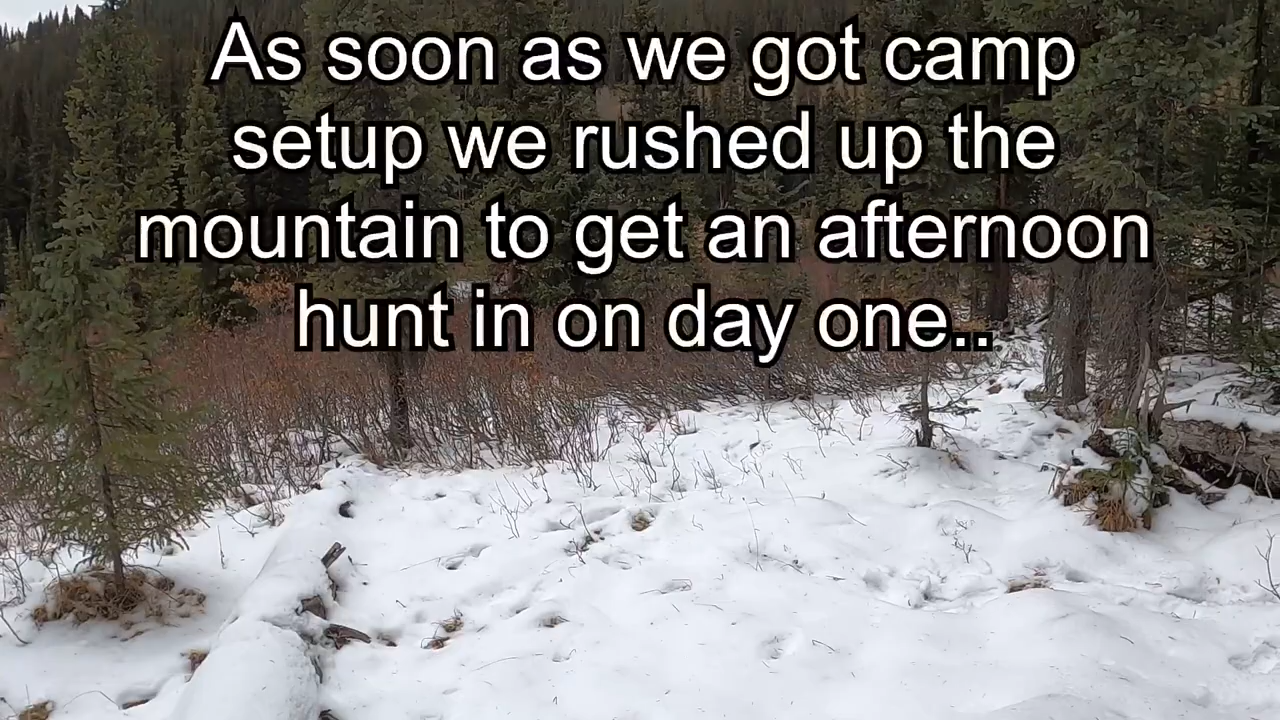 As soon as we got camp
setup we rushed up the
mountain to get an afternoon
hunt in on day one..